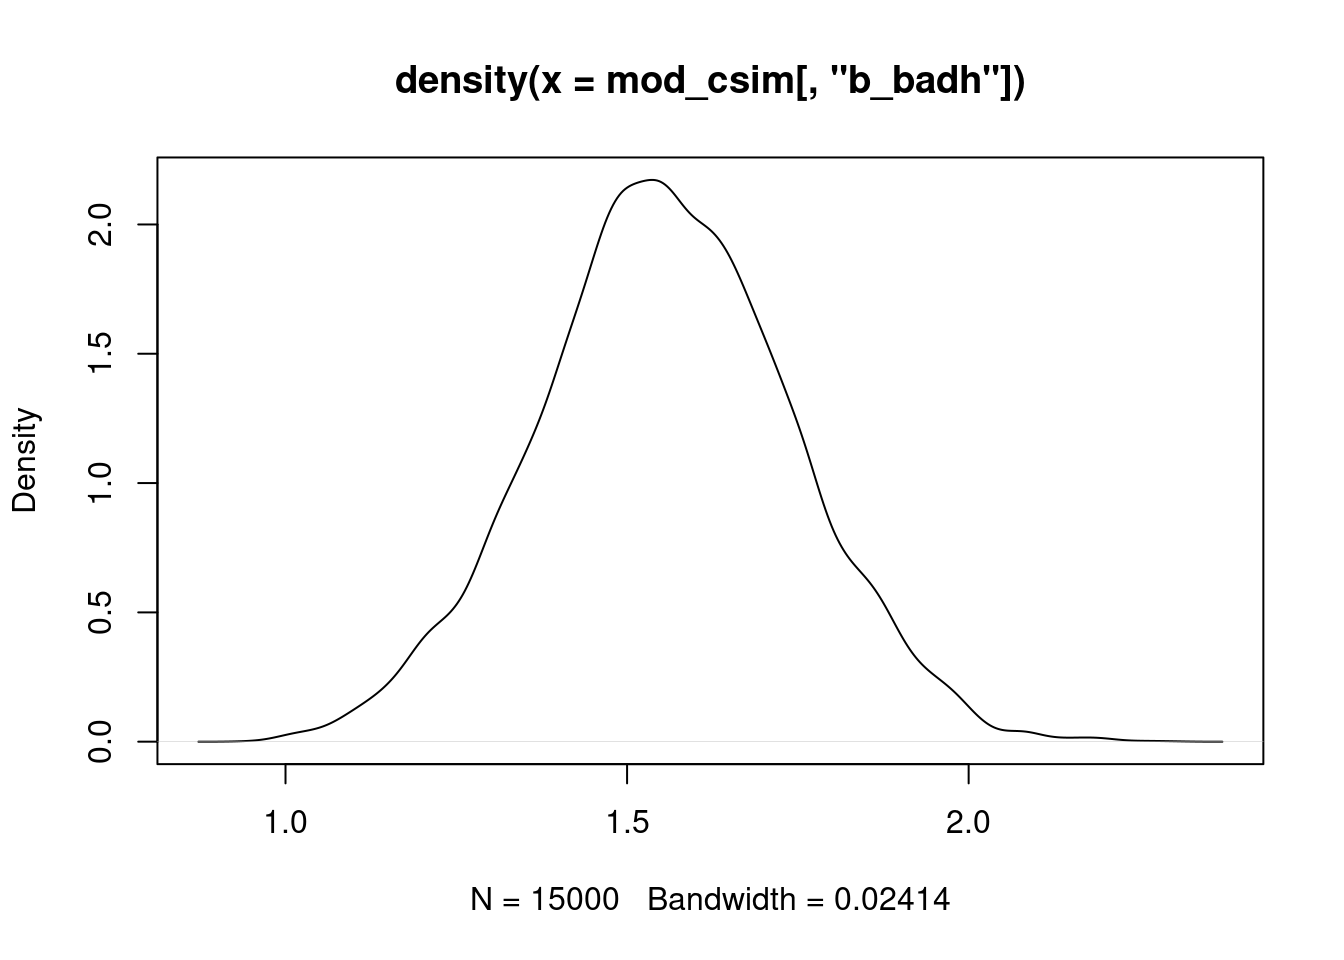 density(x = mod_csim[, "b_badh"])
Density
2.0
1.5
1.0
0.5
0.0
1.0 1.5 2.0
N = 15000 Bandwidth = 0.02414